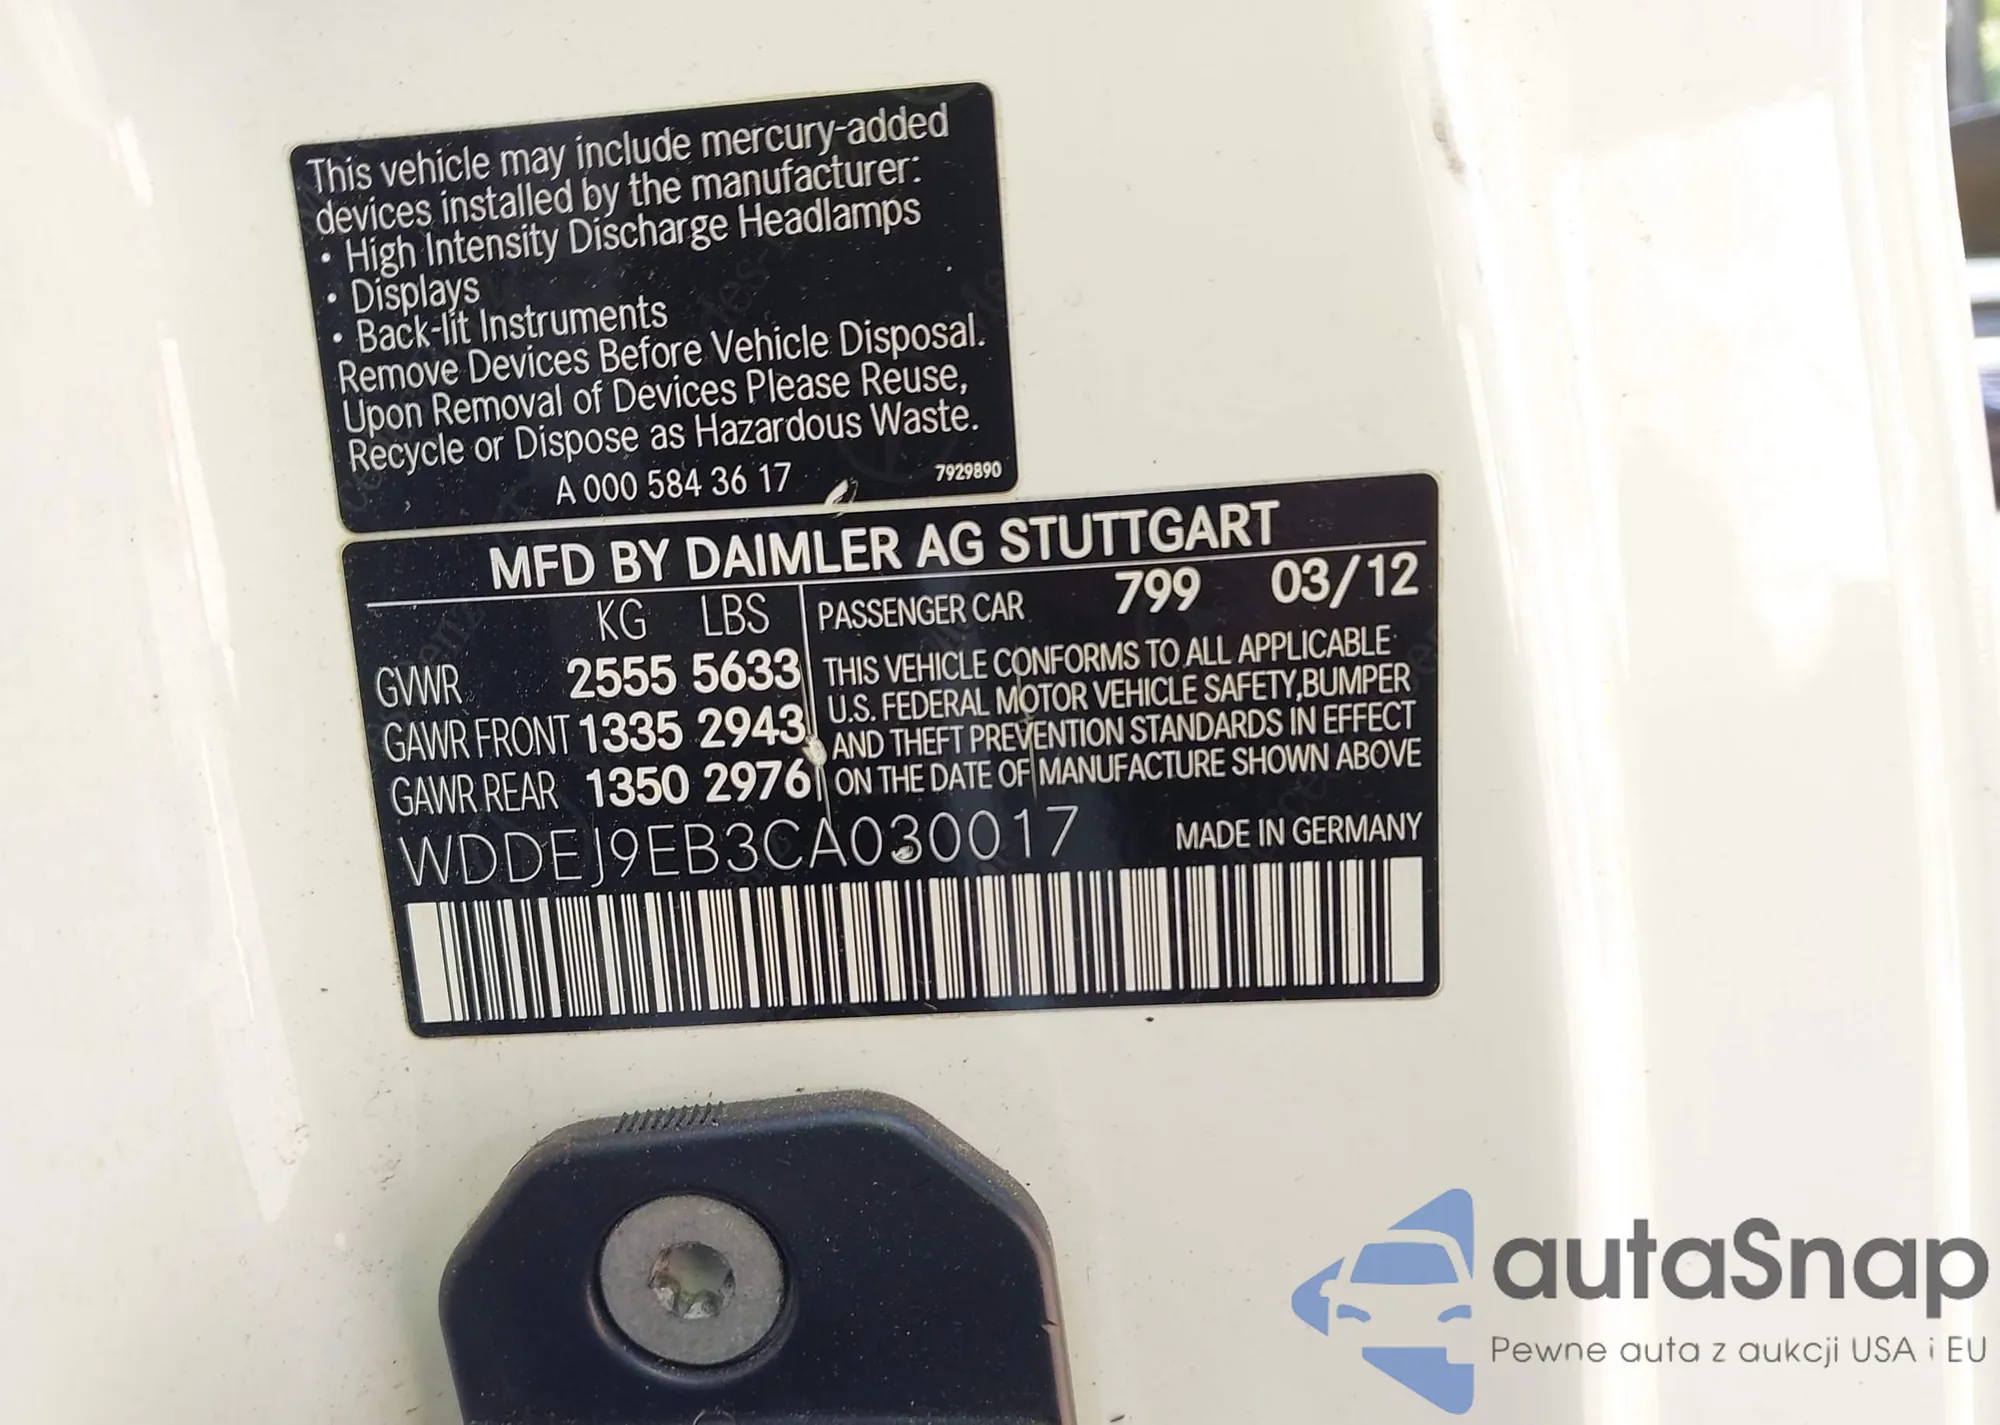 This vehicle may include mercury-added
devices installed by the manufacturer:
• High Intensity Discharge Headlamps
• Displays
• Back-lit Instruments
Remove Devices Before Vehicle Disposal.
Upon Removal of Devices Please Reuse,
Recycle or Dispose as Hazardous Waste.
A 000 584 36 17
7929890
MFD BY DAIMLER AG STUTTGART
KG LBS
GVWR 2555 5633
GAWR FRONT 1335 2943
GAWR REAR 1350 2976
PASSENGER CAR 799 03/12
THIS VEHICLE CONFORMS TO ALL APPLICABLE
U.S. FEDERAL MOTOR VEHICLE SAFETY,BUMPER
AND THEFT PREVENTION STANDARDS IN EFFECT
ON THE DATE OF MANUFACTURE SHOWN ABOVE
WDDEJ9EB3CA030017
MADE IN GERMANY
autaSnap
Pewne auta z aukcji USA i EU